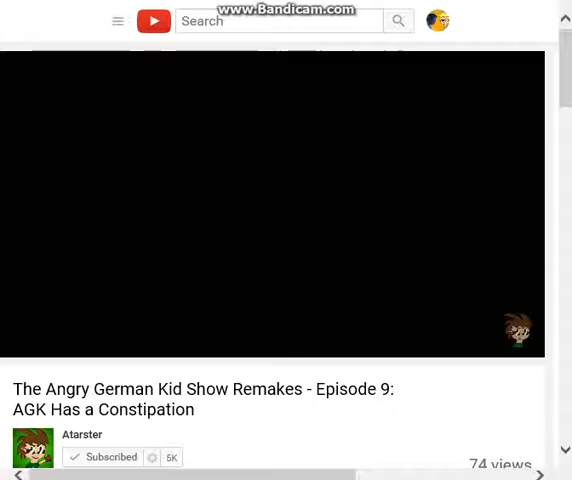 www.Bandicam.com
Search
The Angry German Kid Show Remakes - Episode 9:
AGK Has a Constipation
Atarster
Subscribed 5K
74 views